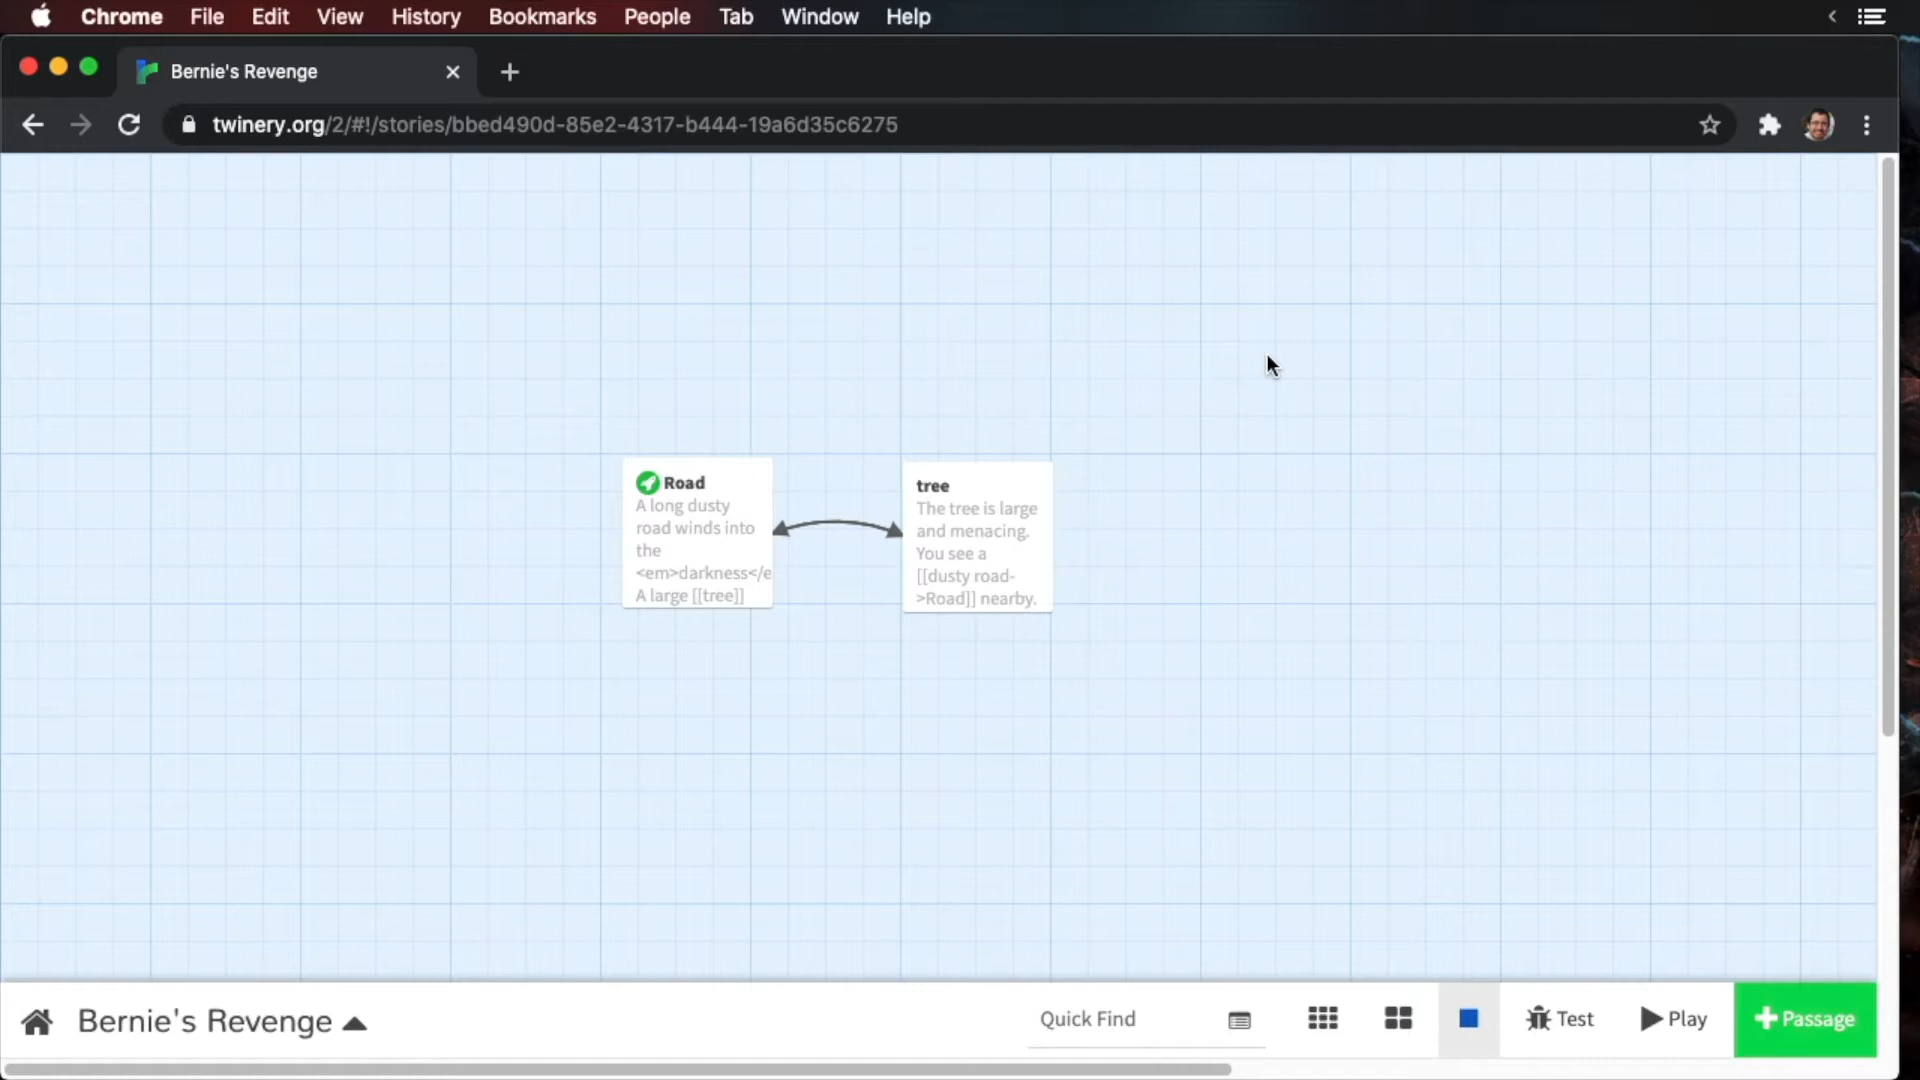 Chrome File Edit View History Bookmarks People Tab Window Help
Bernie's Revenge
twinery.org/2/#!/stories/bbed490d-85e2-4317-b444-19a6d35c6275
Road
A long dusty
road winds into
the
<em>darkness</e
A large [[tree]]
tree
The tree is large
and menacing.
You see a
[[dusty road-
>Road]] nearby.
Bernie's Revenge
Quick Find
Test
Play
Passage